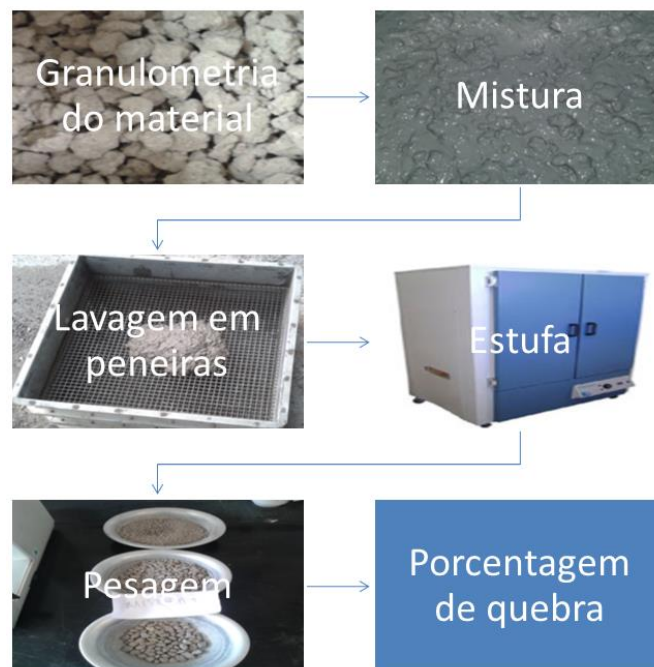 Granulometria
do material
Mistura
Lavagem em
peneiras
Estufa
Pesagem
Porcentagem
de quebra